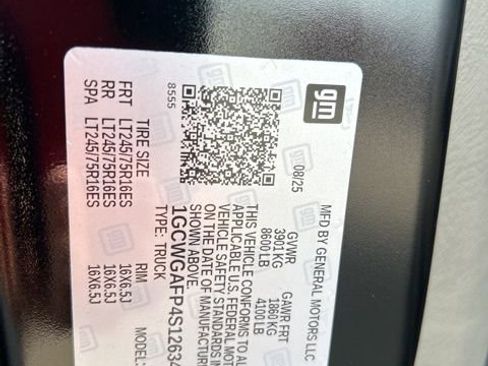 gm
MFD BY GENERAL MOTORS LLC
08/25
GVWR
3901 KG
8600 LB
GAWR FRT
1860 KG
4100 LB
THIS VEHICLE CONFORMS TO AL
APPLICABLE U.S. FEDERAL MOT
VEHICLE SAFETY STANDARDS IN
ON THE DATE OF MANUFACTUR
SHOWN ABOVE.
1GCWGAFP4S12634
TYPE: TRUCK
8555
TIRE SIZE
RIM
FRT LT245/75R16ES 16X6.5J
RR LT245/75R16ES 16X6.5J
SPA LT245/75R16ES 16X6.5J
MODEL: